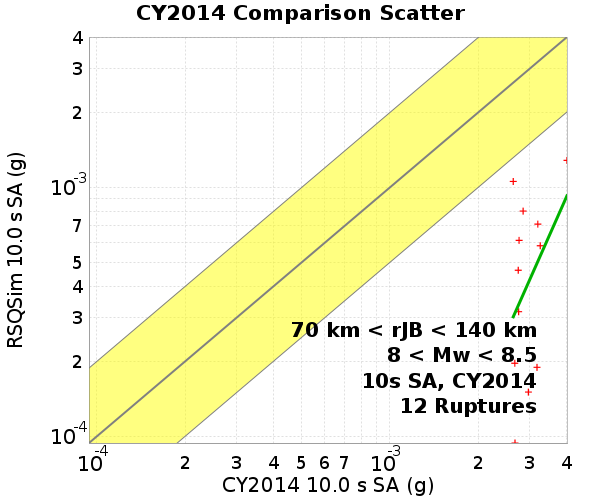 CY2014 Comparison Scatter
RSQSim 10.0 s SA (g)
4
3
2
10^-3
7
5
4
3
2
10^-4
70 km < rJB < 140 km
8 < Mw < 8.5
10s SA, CY2014
12 Ruptures
10^-4 2 3 4 5 6 7 10^-3 2 3 4
CY2014 10.0 s SA (g)